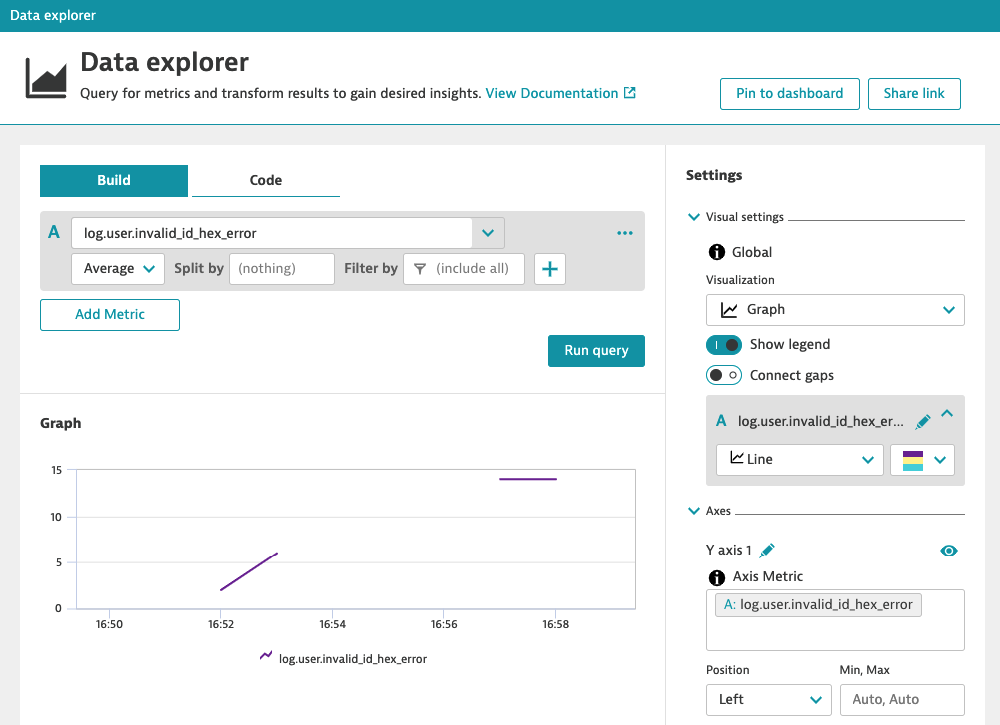 Data explorer
Data explorer
Query for metrics and transform results to gain desired insights. View Documentation
Pin to dashboard
Share link
Build
Code
A
log.user.invalid_id_hex_error
Average
Split by
(nothing)
Filter by
(include all)
Add Metric
Run query
Graph
15
10
5
0
16:50
16:52
16:54
16:56
16:58
log.user.invalid_id_hex_error
Settings
Visual settings
Global
Visualization
Graph
Show legend
Connect gaps
A log.user.invalid_id_hex_er...
Line
Axes
Y axis 1
Axis Metric
A: log.user.invalid_id_hex_error
Position
Min, Max
Left
Auto, Auto